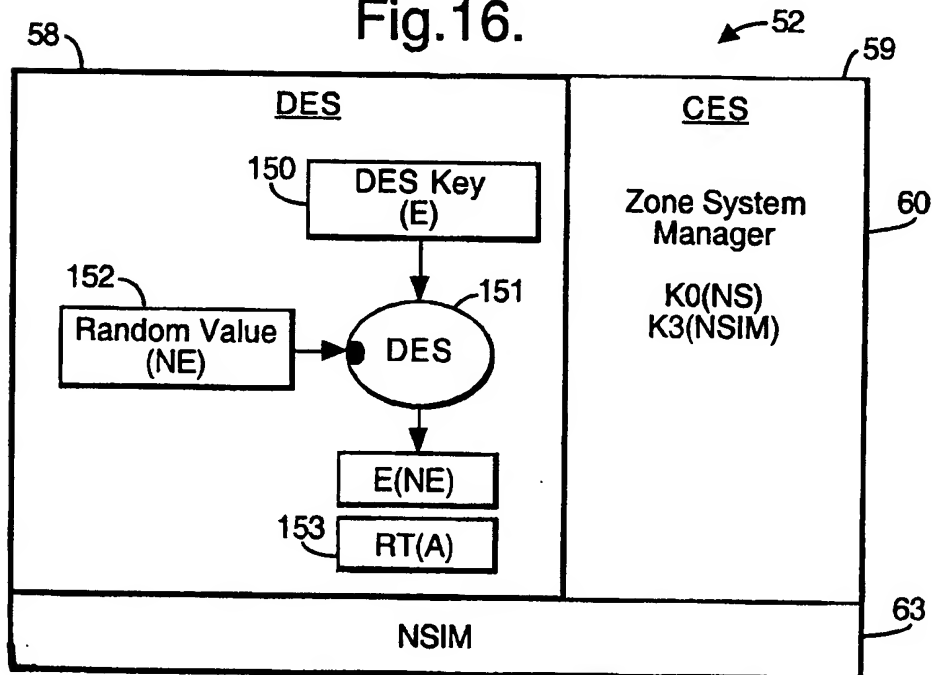 Fig.16.
58
52
59
DES
CES
150
DES Key
(E)
Zone System
Manager
60
152
151
K0(NS)
K3(NSIM)
Random Value
(NE)
DES
E(NE)
153
RT(A)
NSIM
63